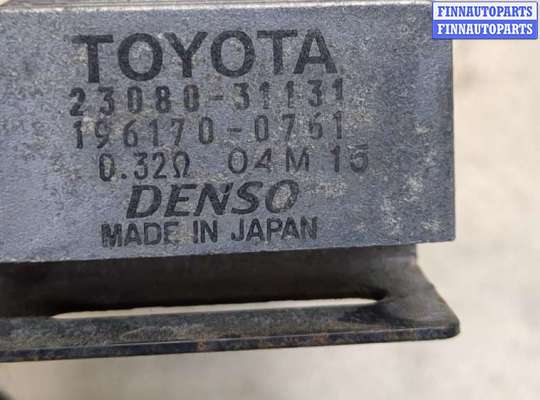 FINNAUTOPARTS
FINNAUTOPARTS
TOYOTA
23080-31131
196170-0761
0.32Ω 04M 15
DENSO
MADE IN JAPAN